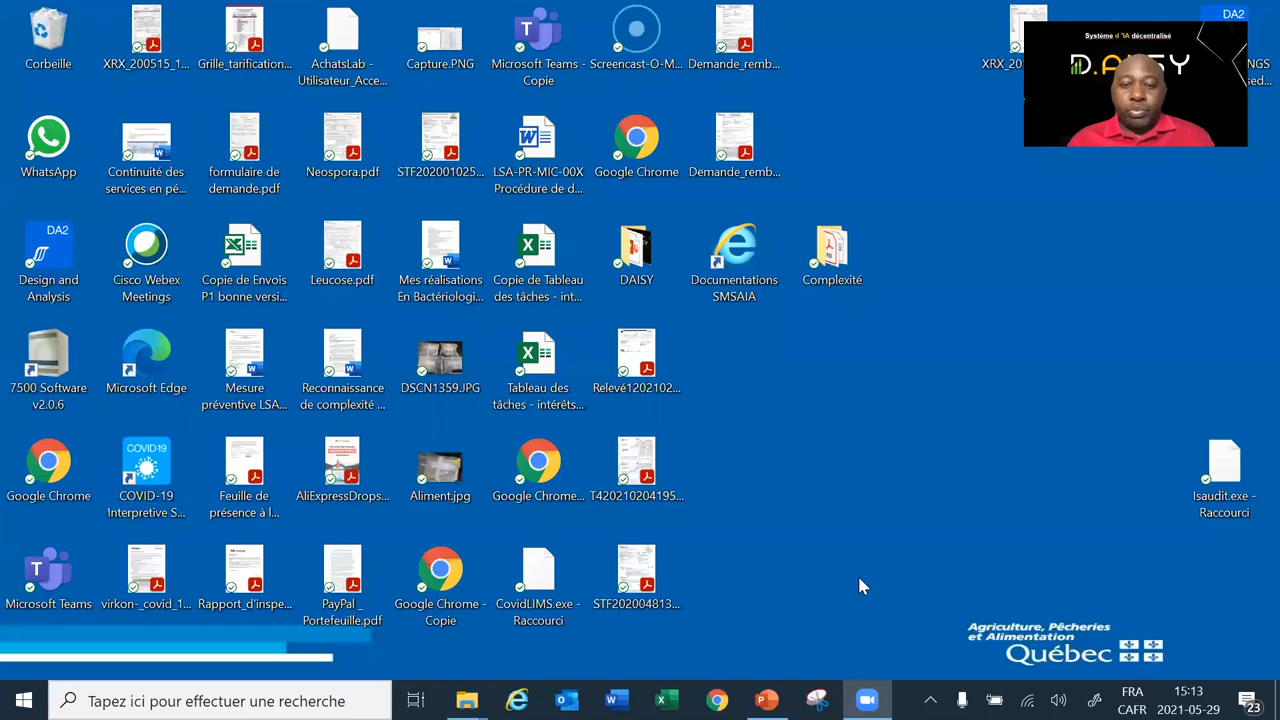 Corbeille
XRX_200515_1...
Grille_tarification...
AchatsLab -
Utilisateur_Acce...
Capture.PNG
Microsoft Teams -
Copie
Screencast-O-M...
Demande_remb...
DA2
Système d "IA décentralisé
WhatsApp
Continuité des
services en pé...
formulaire de
demande.pdf
Neospora.pdf
STF202001025...
LSA-PR-MIC-00X
Procédure de d...
Google Chrome
Demande_remb...
DA2
Design and
Analysis
Cisco Webex
Meetings
Copie de Envois
P1 bonne versi...
Leucose.pdf
Mes réalisations
En Bactériologi...
Copie de Tableau
des tâches - int...
DAISY
Documentations
SMSAIA
Complexité
7500 Software
v2.0.6
Microsoft Edge
Mesure
préventive LSA...
Reconnaissance
de complexité ...
DSCN1359.JPG
Tableau des
tâches - intérêts...
Relevé1202102...
Google Chrome
COVID19
COVID-19
Interpretive S...
Feuille de
présence à l...
AliExpressDrops...
Aliment.jpg
Google Chrome...
T420210204195...
lsaudit.exe -
Raccourci
Microsoft Teams
virkon-_covid_1...
Rapport_d'inspe...
PayPal _
Portefeuille.pdf
Google Chrome -
Copie
CovidLIMS.exe -
Raccourci
STF202004813...
Agriculture, Pêcheries
et Alimentation
Québec
Tapez ici pour effectuer une recherche
FRA
CAFR
15:13
2021-05-29
23